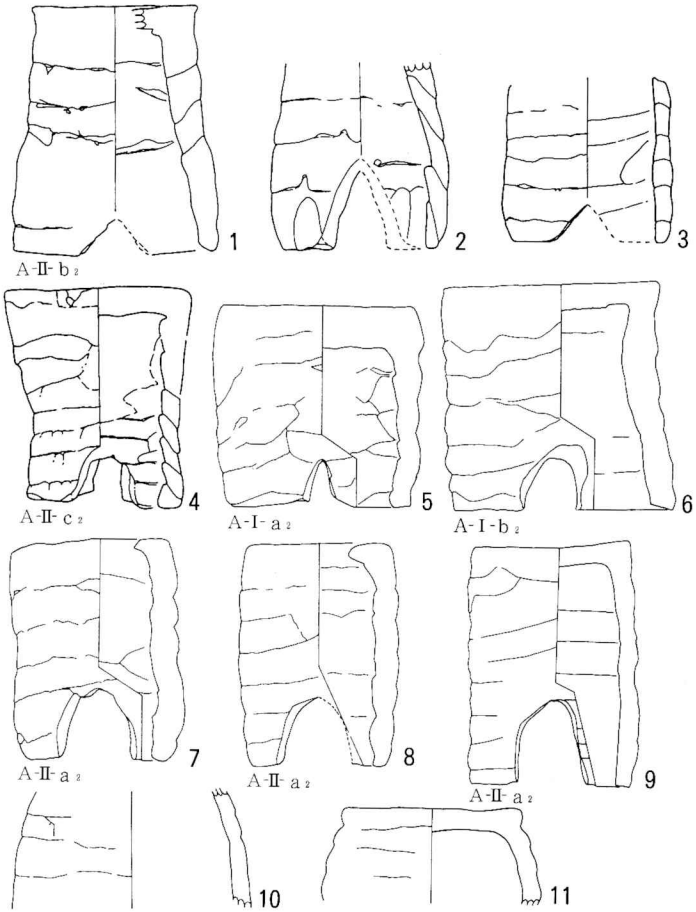 1
2
3
A-Ⅱ-b₂
4
5
6
A-Ⅱ-c₂
A-Ⅰ-a₂
A-Ⅰ-b₂
7
8
9
A-Ⅱ-a₂
A-Ⅱ-a₂
A-Ⅱ-a₂
10
11